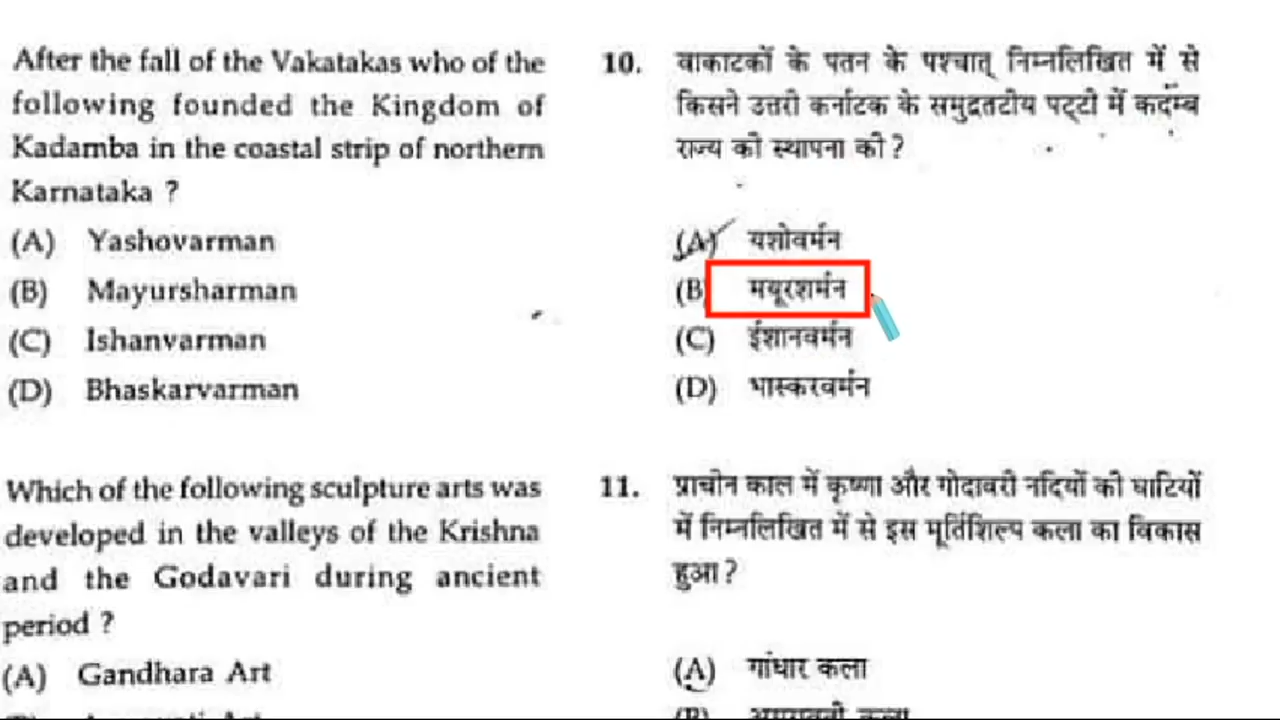 After the fall of the Vakatakas who of the
following founded the Kingdom of
Kadamba in the coastal strip of northern
Karnataka ?
(A) Yashovarman
(B) Mayursharman
(C) Ishanvarman
(D) Bhaskarvarman
Which of the following sculpture arts was
developed in the valleys of the Krishna
and the Godavari during ancient
period ?
(A) Gandhara Art
10. वाकाटकों के पतन के पश्चात् निम्नलिखित में से
किसने उत्तरी कर्नाटक के समुद्रतटीय पट्टी में कदम्ब
राज्य की स्थापना की ?
(A) यशोवर्मन
(B) मयूरशर्मन
(C) ईशानवर्मन
(D) भास्करवर्मन
11. प्राचीन काल में कृष्णा और गोदावरी नदियों की घाटियों
में निम्नलिखित में से इस मूर्तिशिल्प कला का विकास
हुआ ?
(A) गांधार कला